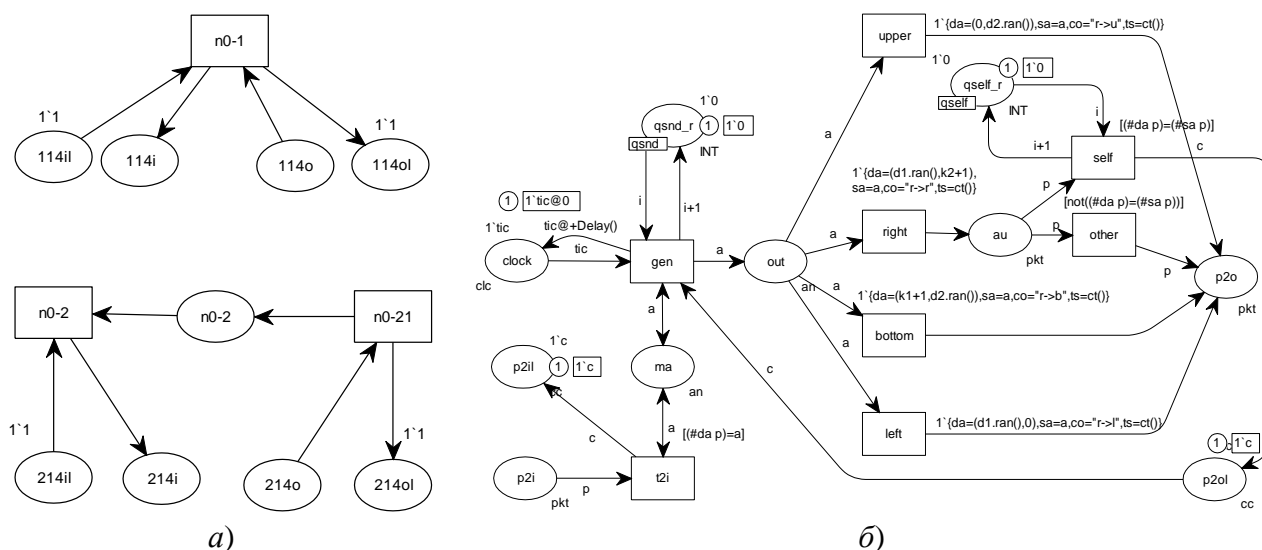 n0-1
1`1
1`1
114il
114i
114o
114ol
n0-2
n0-2
n0-21
1`1
1`1
214il
214i
214o
214ol
а)
upper
1`{da=(0,d2.ran()),sa=a,co="r->u",ts=ct()}
1`0
1
1`0
qself_r
qself
INT
i
[(#da p)=(#sa p)]
i+1
self
c
1`0
qsnd_r
1
1`0
qsnd
INT
a
1`{da=(d1.ran(),k2+1),
sa=a,co="r->r",ts=ct()}
p
[not((#da p)=(#sa p))]
i
i+1
1
1`tic@0
1`tic
tic@+Delay()
clock
tic
gen
a
out
a
right
au
p
other
clc
pkt
p
p2o
an
a
1`{da=(k1+1,d2.ran()),sa=a,co="r->b",ts=ct()}
pkt
a
bottom
1`c
p2il
1
1`c
cc
ma
a
c
an
c
a
[(#da p)=a]
left
1`{da=(d1.ran(),0),sa=a,co="r->l",ts=ct()}
1
c
1`c
p2i
p
t2i
p2ol
pkt
cc
б)